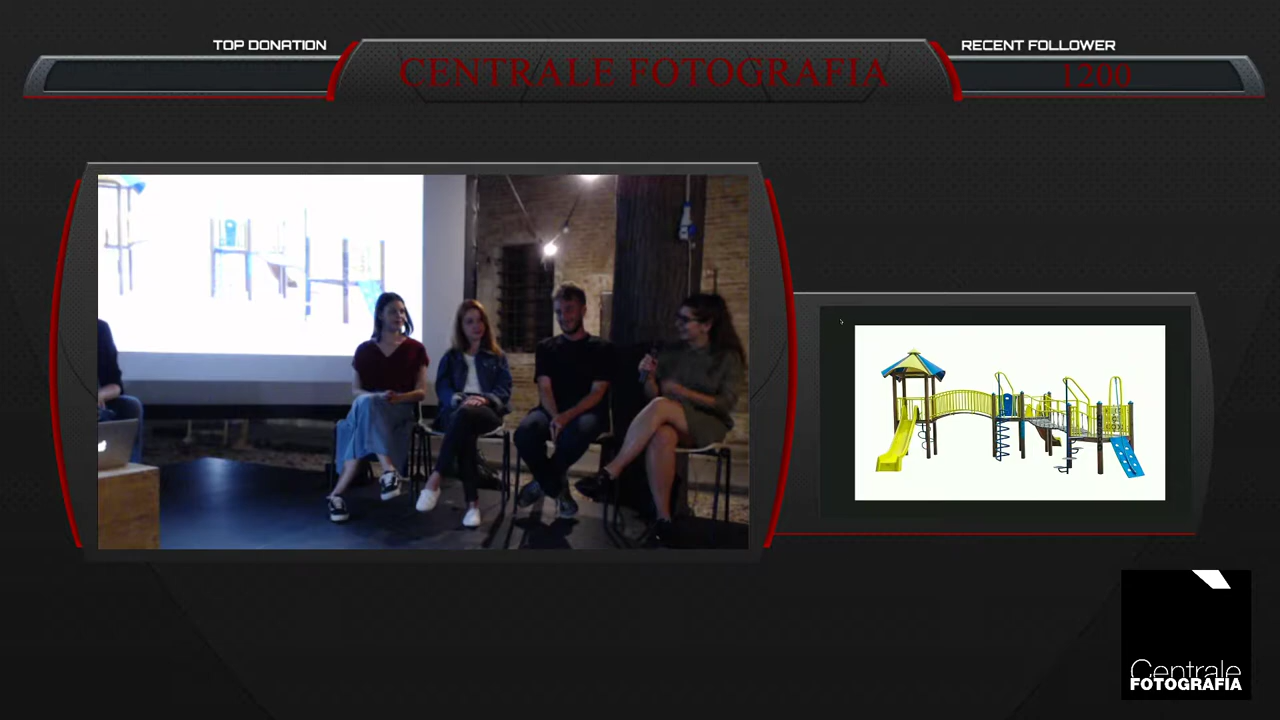 TOP DONATION
CENTRALE FOTOGRAFIA
RECENT FOLLOWER
1200
Centrale
FOTOGRAFIA